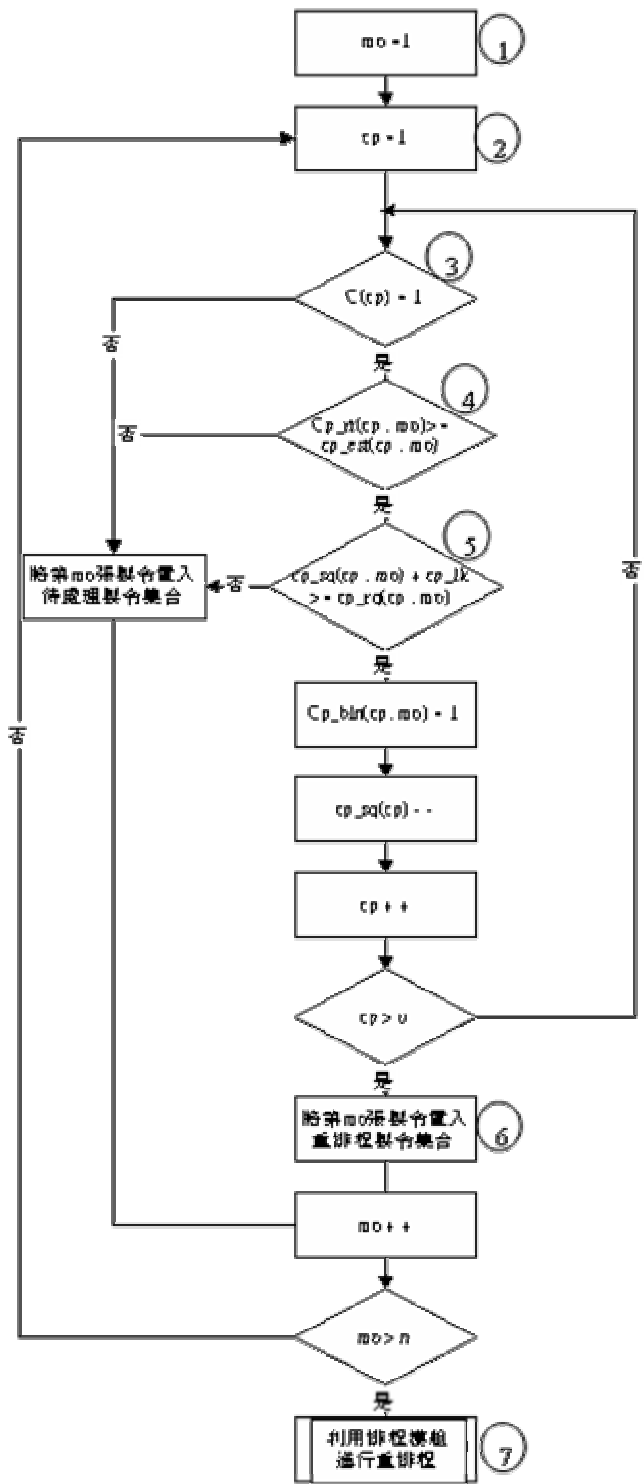 mo = 1
1
cp = 1
2
3
C(cp) = 1
否
是
4
Cp_rt(cp , mo)> =
cp_est(cp , mo)
否
是
5
cp_sq(cp , mo) + cp_lk
> = cp_rq(cp , mo)
否
將第mo張製令置入
待處理製令集合
否
是
Cp_bln(cp, mo) = 1
否
cp_sq(cp) - -
cp + +
cp > o
是
將第mo張製令置入
重排程製令集合
6
mo + +
mo > n
是
利用排程模組
進行重排程
7